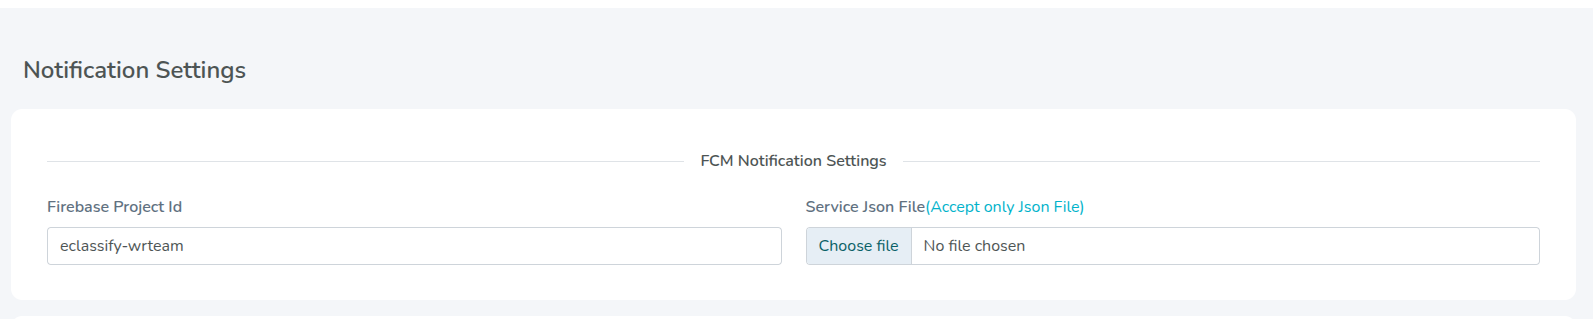 Notification Settings
FCM Notification Settings
Firebase Project Id
eclassify-wrteam
Service Json File(Accept only Json File)
Choose file No file chosen